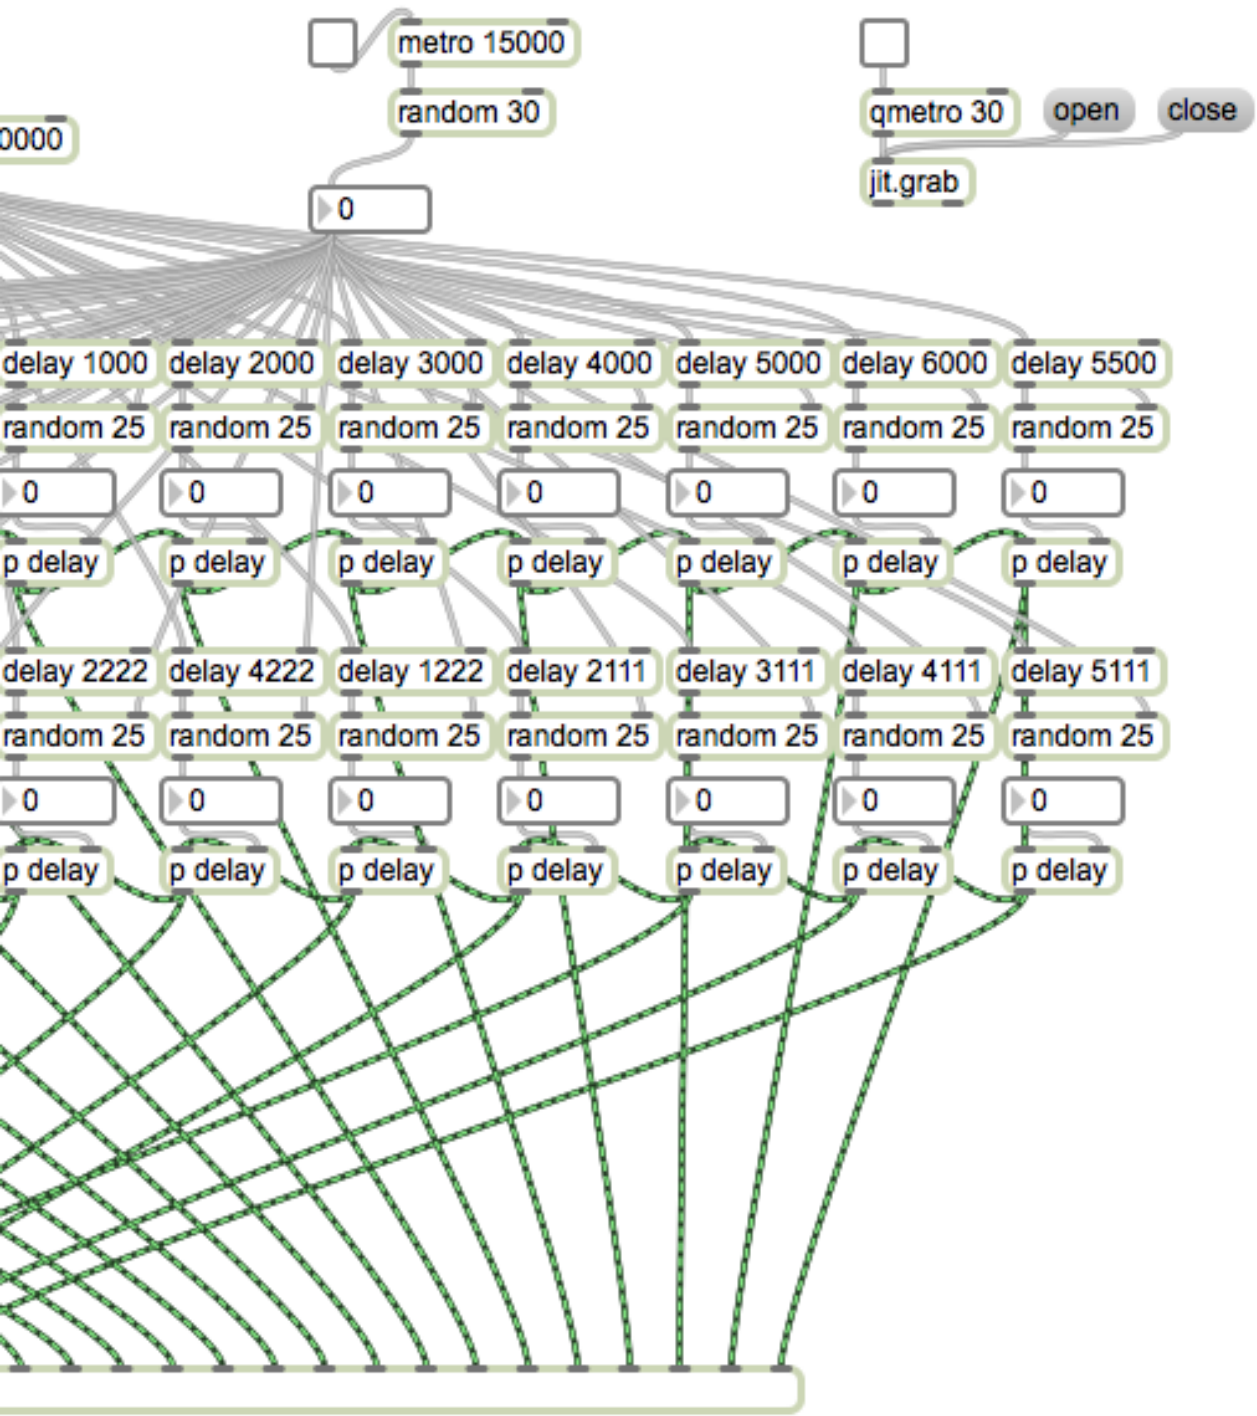 metro 15000
random 30
qmetro 30 open close
0000
jit.grab
0
delay 1000 delay 2000 delay 3000 delay 4000 delay 5000 delay 6000 delay 5500
random 25 random 25 random 25 random 25 random 25 random 25 random 25
0 0 0 0 0 0 0
p delay p delay p delay p delay p delay p delay p delay
delay 2222 delay 4222 delay 1222 delay 2111 delay 3111 delay 4111 delay 5111
random 25 random 25 random 25 random 25 random 25 random 25 random 25
0 0 0 0 0 0 0
p delay p delay p delay p delay p delay p delay p delay